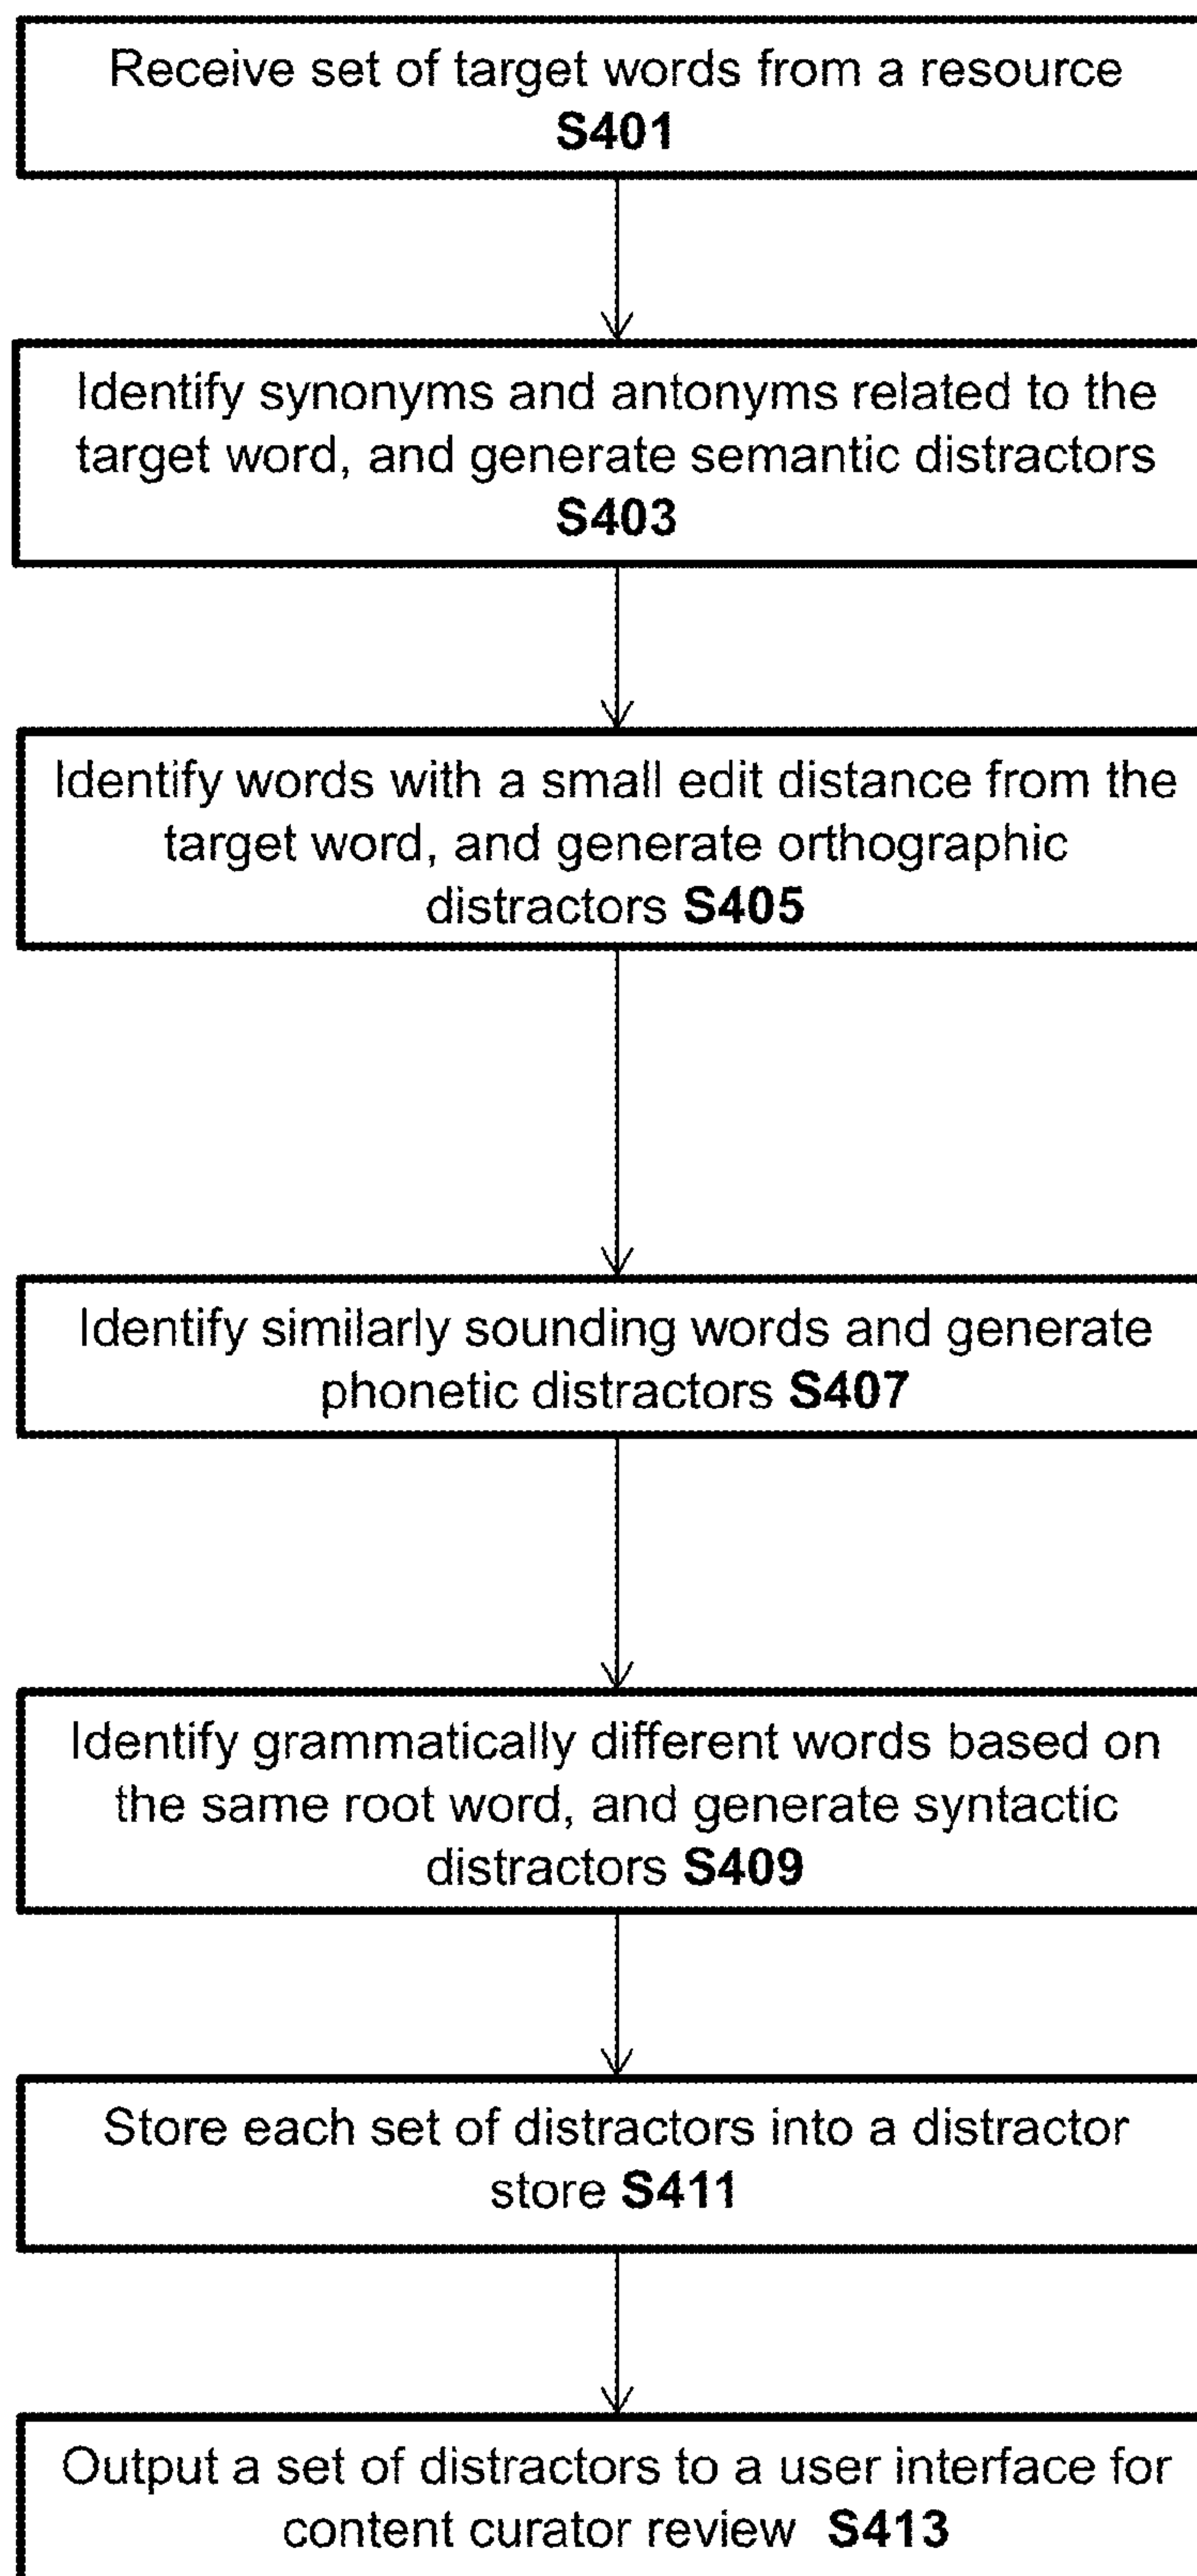 Receive set of target words from a resource
S401
Identify synonyms and antonyms related to the
target word, and generate semantic distractors
S403
Identify words with a small edit distance from the
target word, and generate orthographic
distractors S405
Identify similarly sounding words and generate
phonetic distractors S407
Identify grammatically different words based on
the same root word, and generate syntactic
distractors S409
Store each set of distractors into a distractor
store S411
Output a set of distractors to a user interface for
content curator review S413